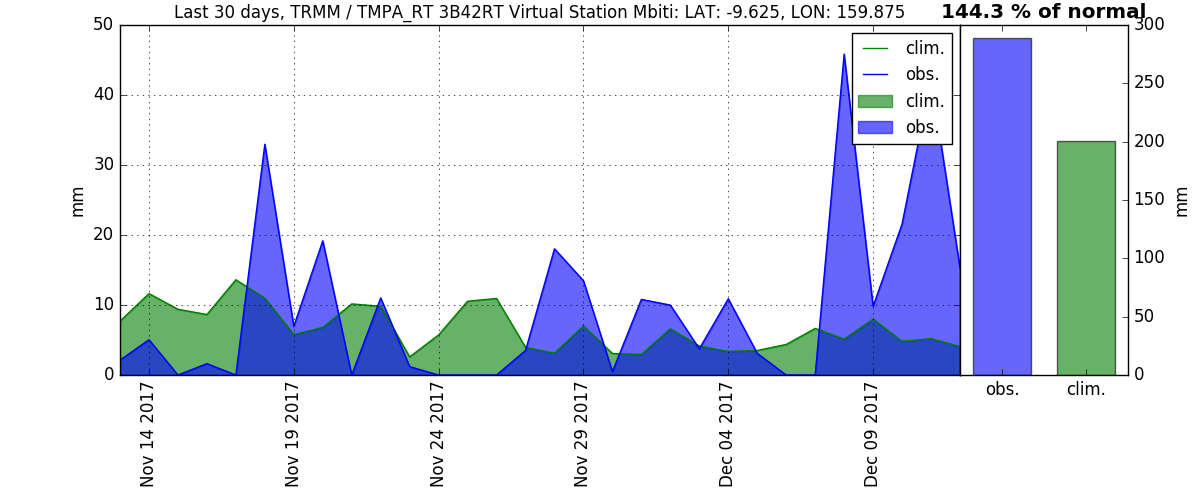 Last 30 days, TRMM / TMPA_RT 3B42RT Virtual Station Mbiti: LAT: -9.625, LON: 159.875
144.3 % of normal
50
40
30
20
10
0
mm
clim.
obs.
clim.
obs.
300
250
200
150
100
50
0
mm
Nov 14 2017
Nov 19 2017
Nov 24 2017
Nov 29 2017
Dec 04 2017
Dec 09 2017
obs.
clim.